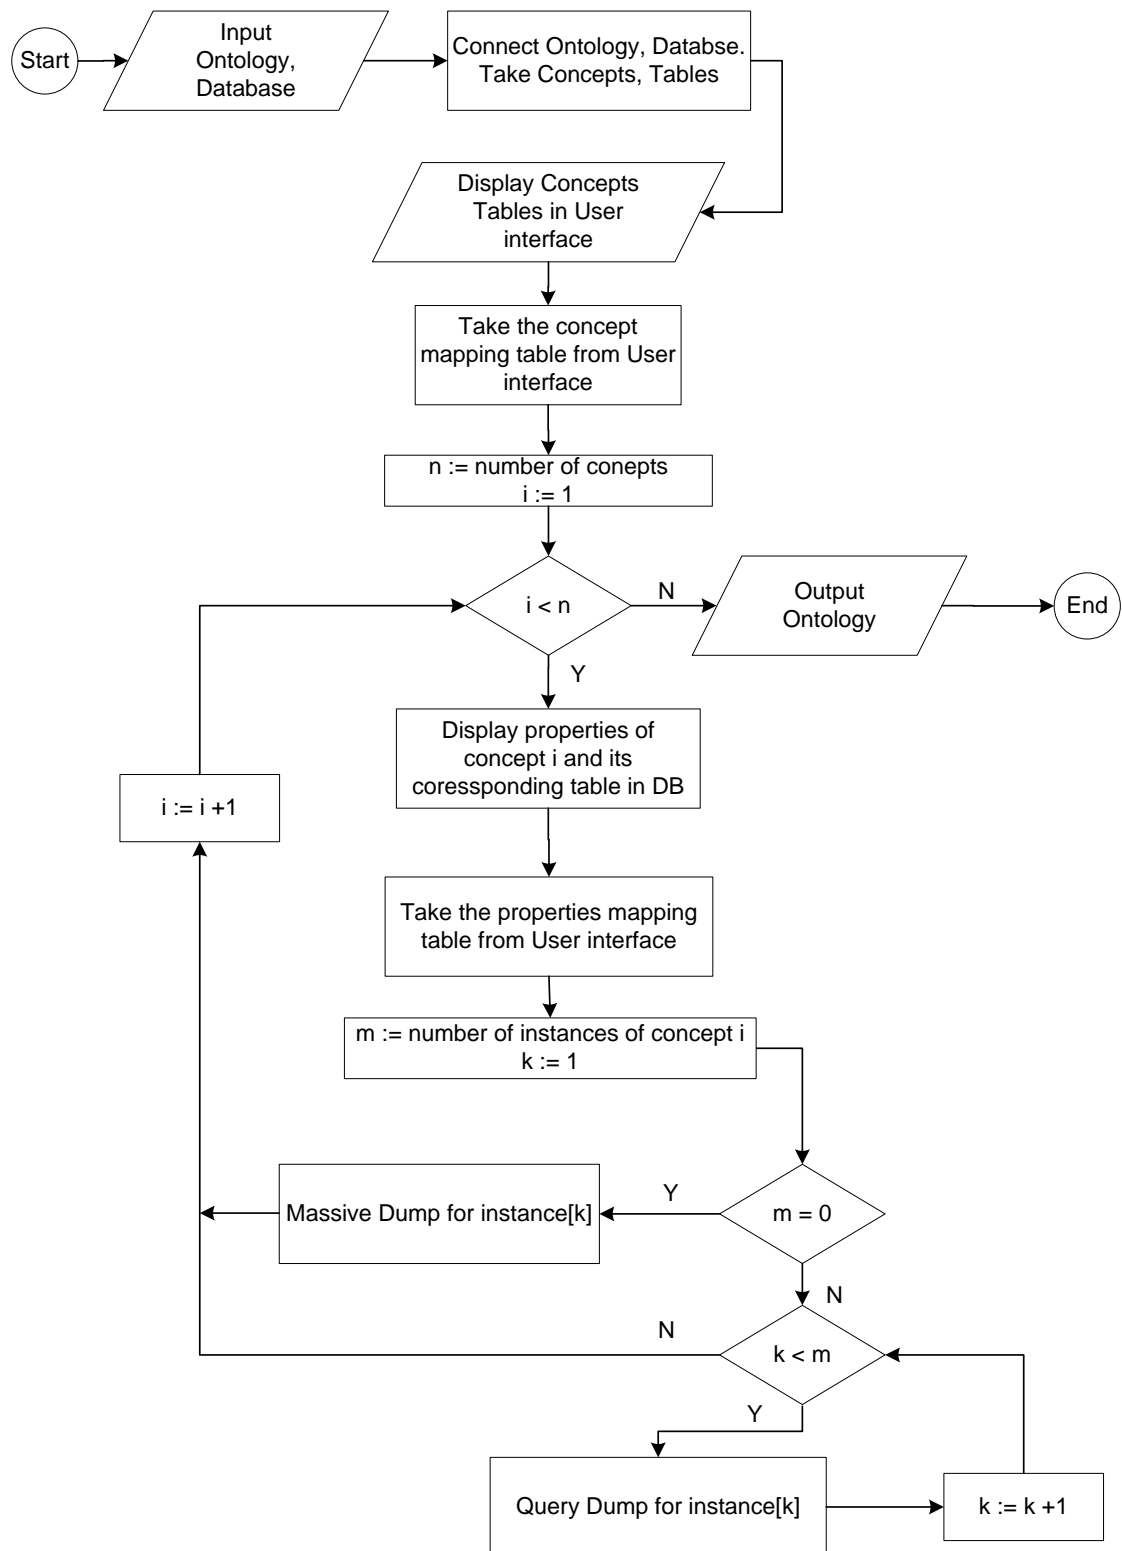 Start
Input
Ontology,
Database
Connect Ontology, Databse.
Take Concepts, Tables
Display Concepts
Tables in User
interface
Take the concept
mapping table from User
interface
n := number of conepts
i := 1
i < n
N
Output
Ontology
End
Y
Display properties of
concept i and its
coressponding table in DB
i := i +1
Take the properties mapping
table from User interface
m := number of instances of concept i
k := 1
m = 0
Y
Massive Dump for instance[k]
N
k < m
N
Y
Query Dump for instance[k]
k := k +1